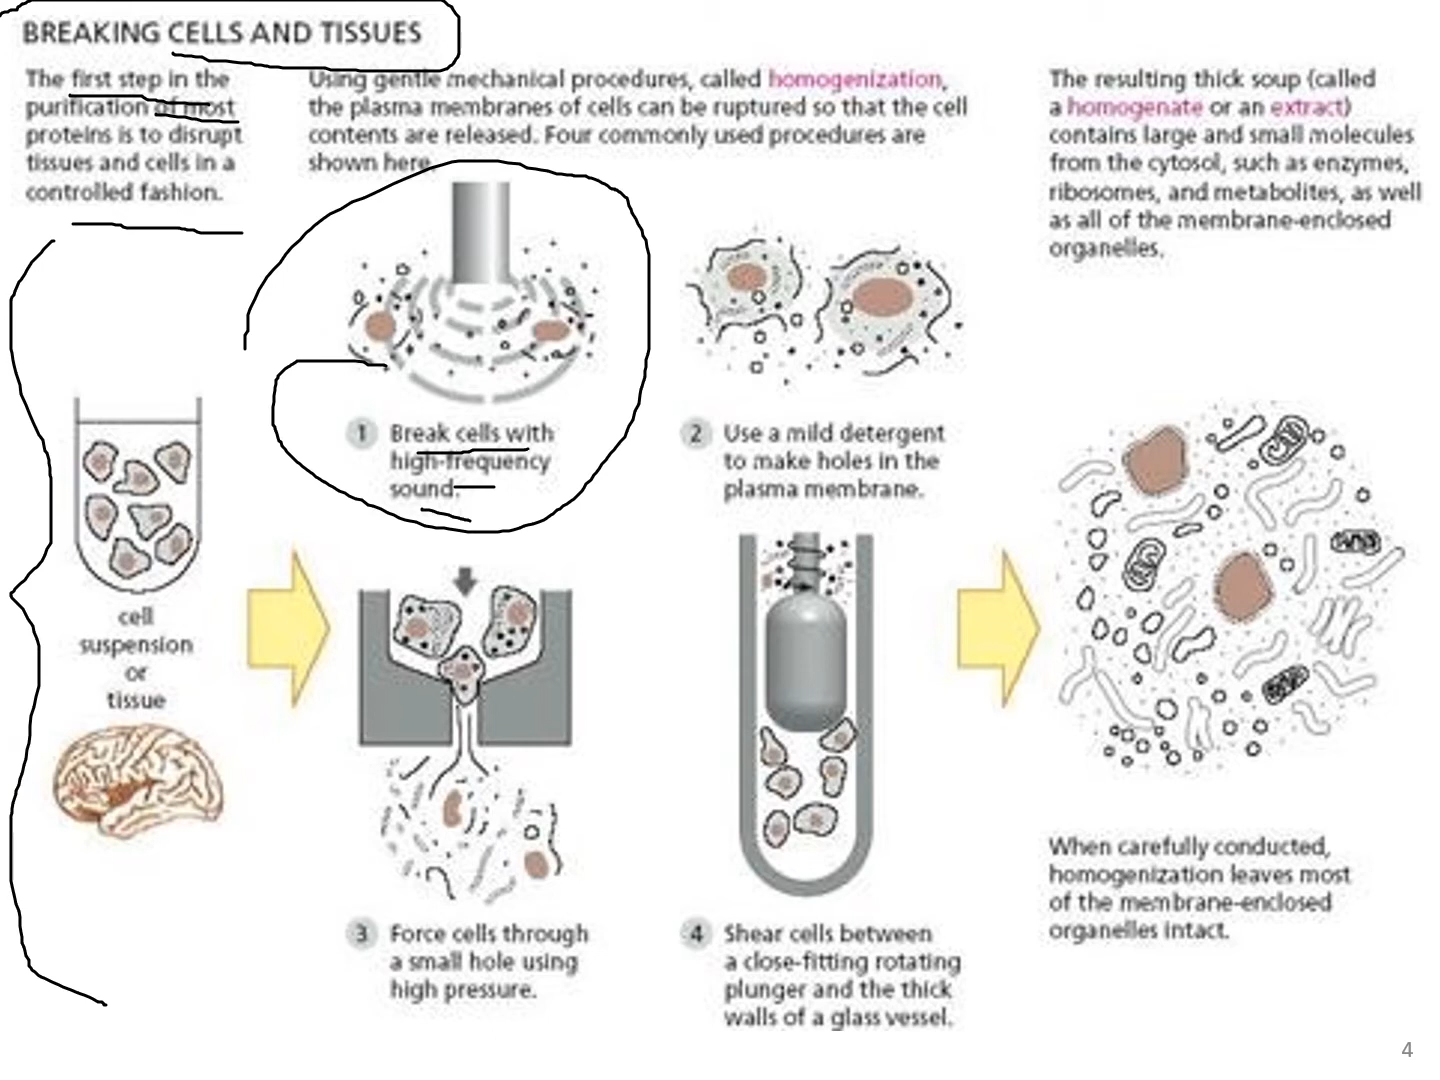 BREAKING CELLS AND TISSUES
The first step in the
purification of most
proteins is to disrupt
tissues and cells in a
controlled fashion.
Using gentle mechanical procedures, called homogenization,
the plasma membranes of cells can be ruptured so that the cell
contents are released. Four commonly used procedures are
shown here.
The resulting thick soup (called
a homogenate or an extract)
contains large and small molecules
from the cytosol, such as enzymes,
ribosomes, and metabolites, as well
as all of the membrane-enclosed
organelles.
cell
suspension
or
tissue
1 Break cells with
high-frequency
sound.
2 Use a mild detergent
to make holes in the
plasma membrane.
3 Force cells through
a small hole using
high pressure.
4 Shear cells between
a close-fitting rotating
plunger and the thick
walls of a glass vessel.
When carefully conducted,
homogenization leaves most
of the membrane-enclosed
organelles intact.
4